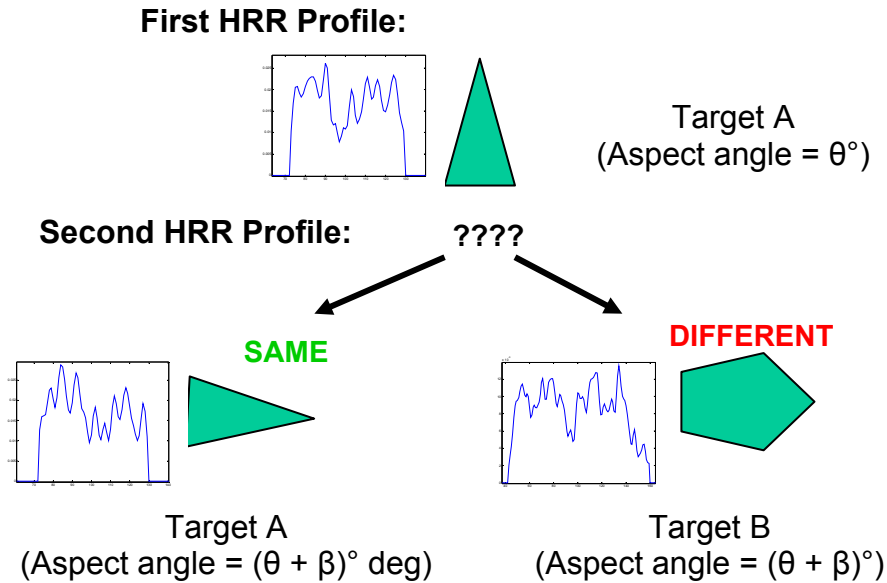 First HRR Profile:
Target A
(Aspect angle = θ°)
Second HRR Profile:
????
SAME
DIFFERENT
Target A
(Aspect angle = (θ + β)° deg)
Target B
(Aspect angle = (θ + β)°)